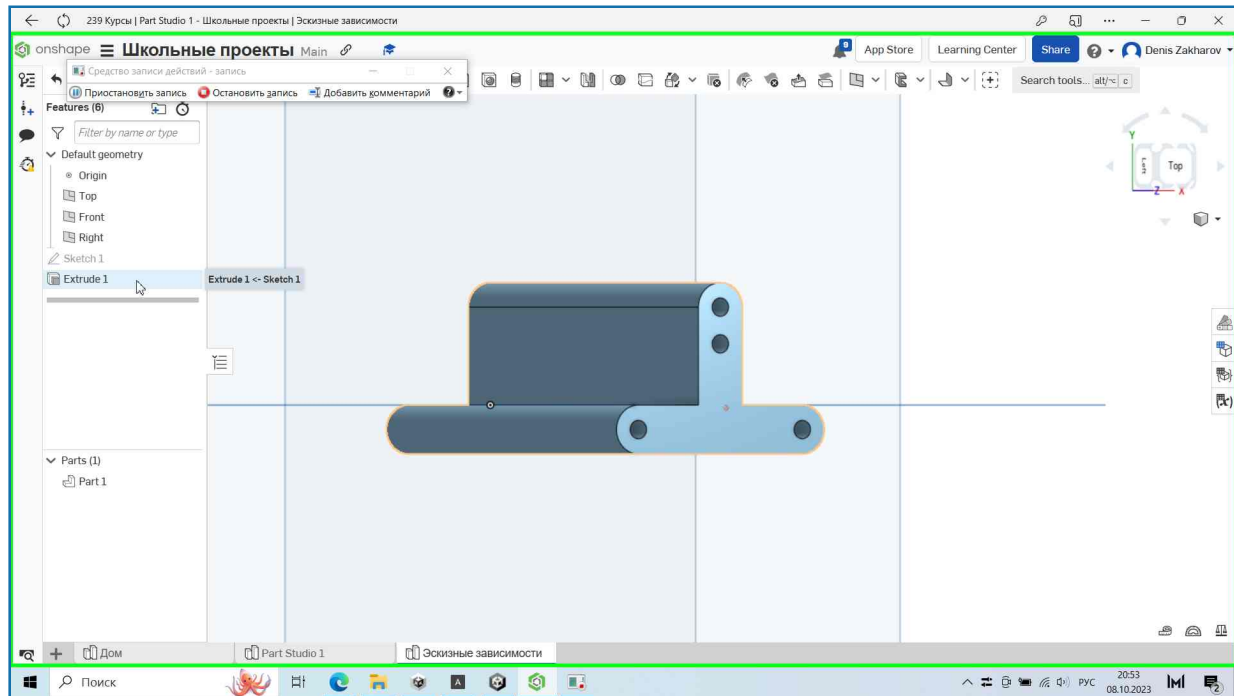 239 Курсы | Part Studio 1 - Школьные проекты | Эскизные зависимости
onshape Школьные проекты Main
9 App Store Learning Center Share Denis Zakharov
Средство записи действий - запись
Приостановить запись Остановить запись Добавить комментарий
Search tools... alt/⌥ c
Features (6)
Filter by name or type
Default geometry
Origin
Top
Front
Right
Sketch 1
Extrude 1
Extrude 1 <- Sketch 1
Y
Left
Top
Z X
(x)
Parts (1)
Part 1
Дом Part Studio 1 Эскизные зависимости
Поиск
РУС
20:53
08.10.2023
2